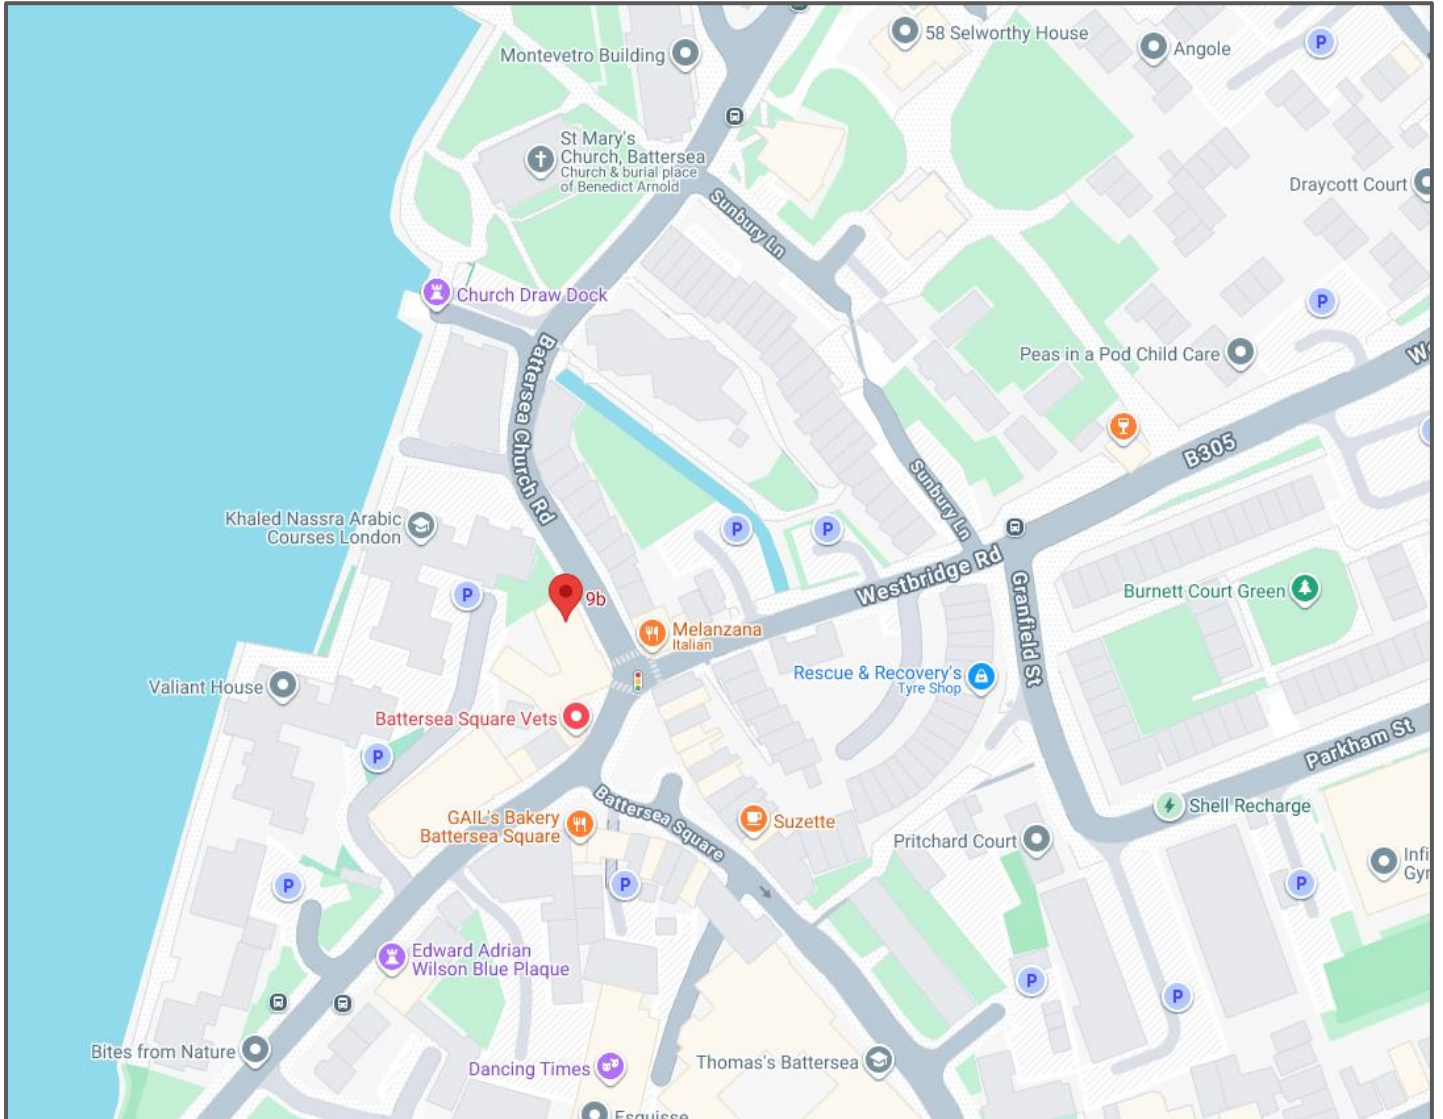 58 Selworthy House
Montevetro Building
Angole
P
St Mary's
Church, Battersea
Church & burial place
of Benedict Arnold
Draycott Court
Sunbury Ln
Church Draw Dock
P
Battersea Church Rd
Peas in a Pod Child Care
B305
Sunbury Ln
Khaled Nassra Arabic
Courses London
P
P
Westbridge Rd
P
9b
Granfield St
Burnett Court Green
Melanzana
Italian
Rescue & Recovery's
Tyre Shop
Valiant House
Battersea Square Vets
P
Parkham St
Battersea Square
GAIL's Bakery
Battersea Square
Suzette
Shell Recharge
Pritchard Court
P
P
P
Edward Adrian
Wilson Blue Plaque
P
P
Bites from Nature
Dancing Times
Thomas's Battersea